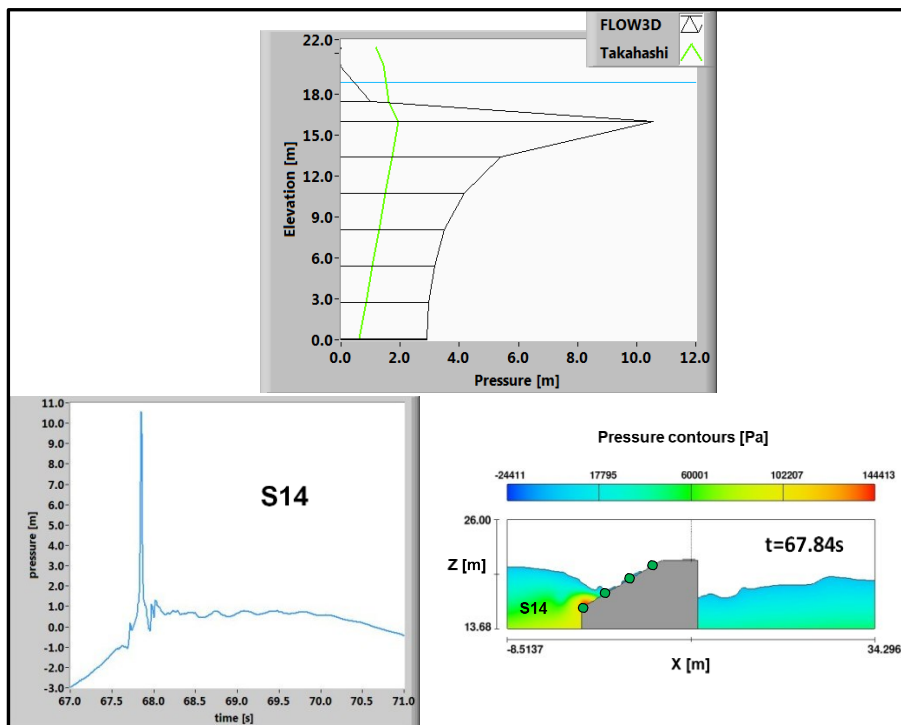 FLOW3D
Takahashi
22.0
18.0
15.0
12.0
9.0
6.0
3.0
0.0
Elevation [m]
0.0 2.0 4.0 6.0 8.0 10.0 12.0
Pressure [m]
11.0
10.0
9.0
8.0
7.0
6.0
5.0
4.0
3.0
2.0
1.0
0.0
-1.0
-2.0
-3.0
pressure [m]
S14
67.0 67.5 68.0 68.5 69.0 69.5 70.0 70.5 71.0
time [s]
Pressure contours [Pa]
-24411 17795 60001 102207 144413
26.00
Z [m]
13.68
t=67.84s
S14
-8.5137 34.296
X [m]